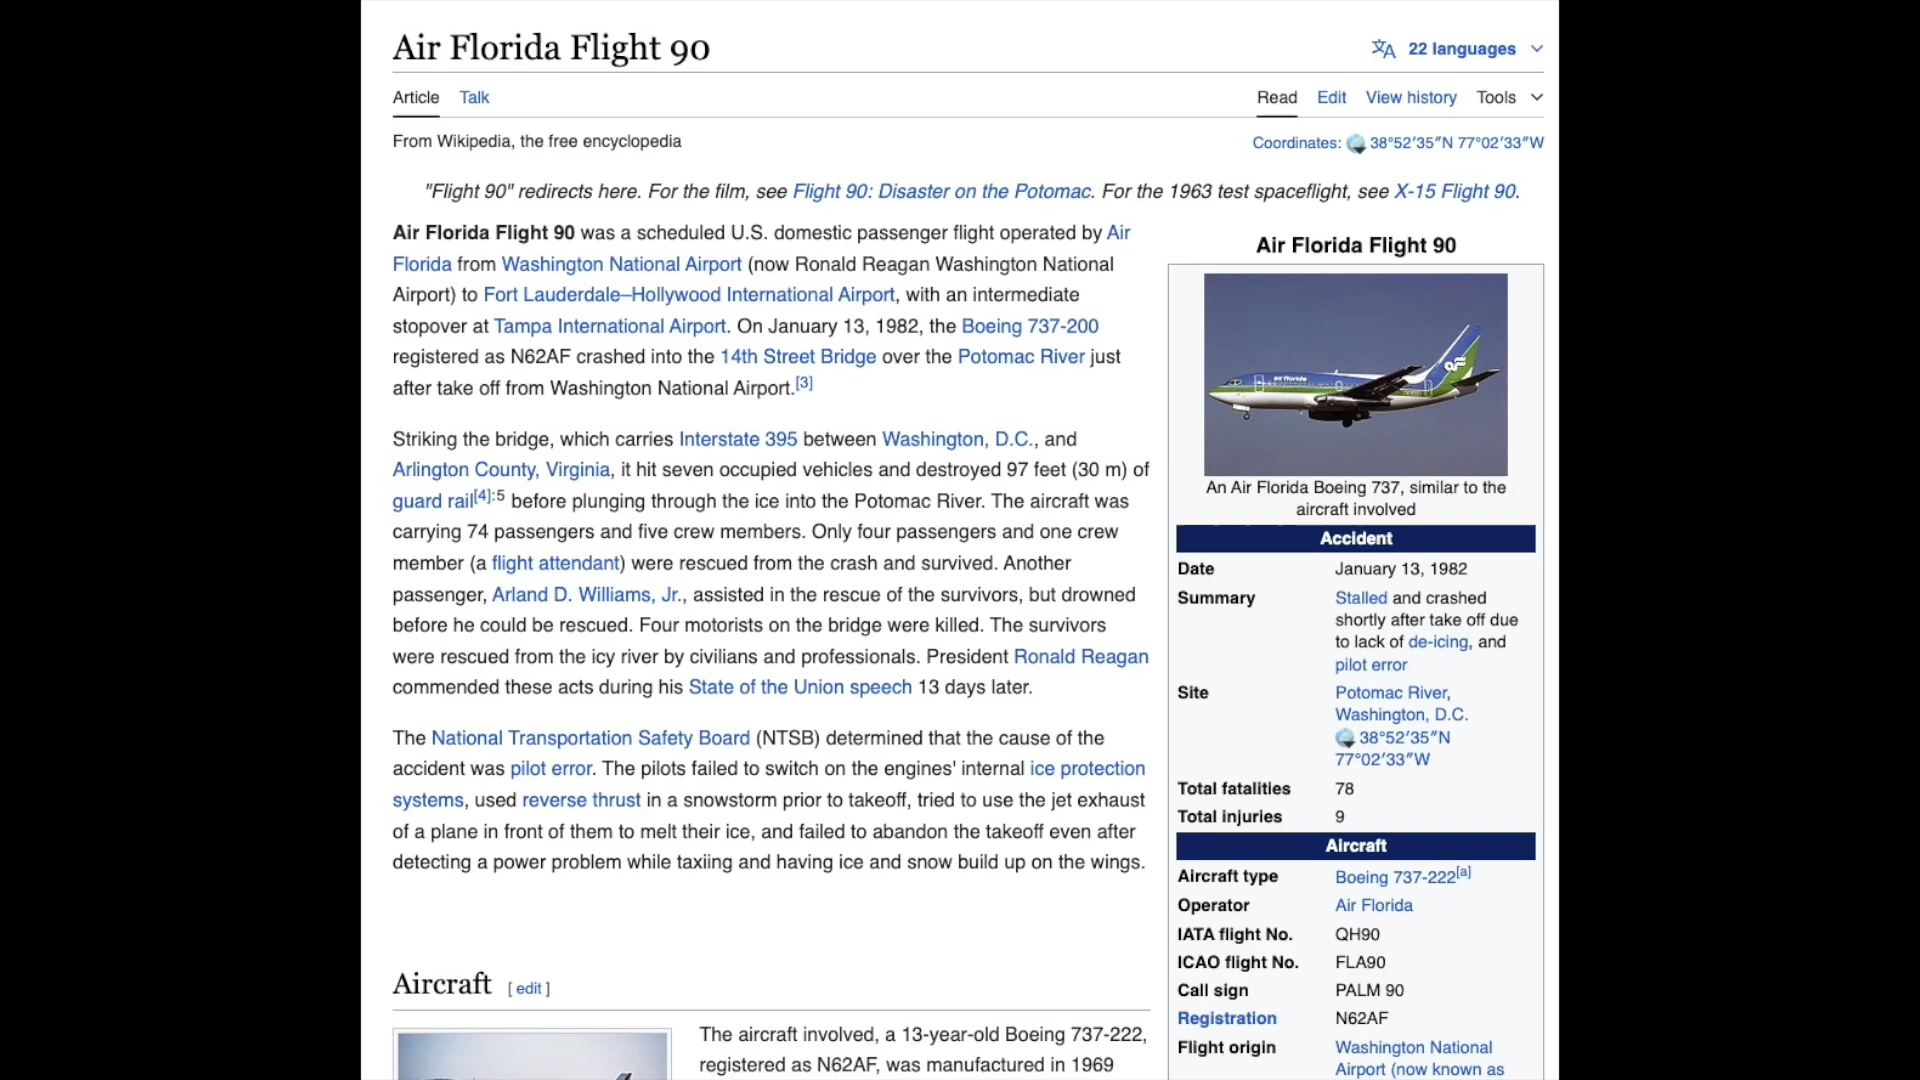 Air Florida Flight 90
22 languages
Article Talk
Read Edit View history Tools
From Wikipedia, the free encyclopedia
Coordinates: 38°52′35″N 77°02′33″W
"Flight 90" redirects here. For the film, see Flight 90: Disaster on the Potomac. For the 1963 test spaceflight, see X-15 Flight 90.
Air Florida Flight 90 was a scheduled U.S. domestic passenger flight operated by Air
Florida from Washington National Airport (now Ronald Reagan Washington National
Airport) to Fort Lauderdale–Hollywood International Airport, with an intermediate
stopover at Tampa International Airport. On January 13, 1982, the Boeing 737-200
registered as N62AF crashed into the 14th Street Bridge over the Potomac River just
after take off from Washington National Airport.[3]
Striking the bridge, which carries Interstate 395 between Washington, D.C., and
Arlington County, Virginia, it hit seven occupied vehicles and destroyed 97 feet (30 m) of
guard rail[4]:5 before plunging through the ice into the Potomac River. The aircraft was
carrying 74 passengers and five crew members. Only four passengers and one crew
member (a flight attendant) were rescued from the crash and survived. Another
passenger, Arland D. Williams, Jr., assisted in the rescue of the survivors, but drowned
before he could be rescued. Four motorists on the bridge were killed. The survivors
were rescued from the icy river by civilians and professionals. President Ronald Reagan
commended these acts during his State of the Union speech 13 days later.
The National Transportation Safety Board (NTSB) determined that the cause of the
accident was pilot error. The pilots failed to switch on the engines' internal ice protection
systems, used reverse thrust in a snowstorm prior to takeoff, tried to use the jet exhaust
of a plane in front of them to melt their ice, and failed to abandon the takeoff even after
detecting a power problem while taxiing and having ice and snow build up on the wings.
Aircraft [ edit ]
The aircraft involved, a 13-year-old Boeing 737-222,
registered as N62AF, was manufactured in 1969
Air Florida Flight 90
air florida
An Air Florida Boeing 737, similar to the
aircraft involved
Accident
Date January 13, 1982
Summary Stalled and crashed
shortly after take off due
to lack of de-icing, and
pilot error
Site Potomac River,
Washington, D.C.
38°52′35″N
77°02′33″W
Total fatalities 78
Total injuries 9
Aircraft
Aircraft type Boeing 737-222[a]
Operator Air Florida
IATA flight No. QH90
ICAO flight No. FLA90
Call sign PALM 90
Registration N62AF
Flight origin Washington National
Airport (now known as